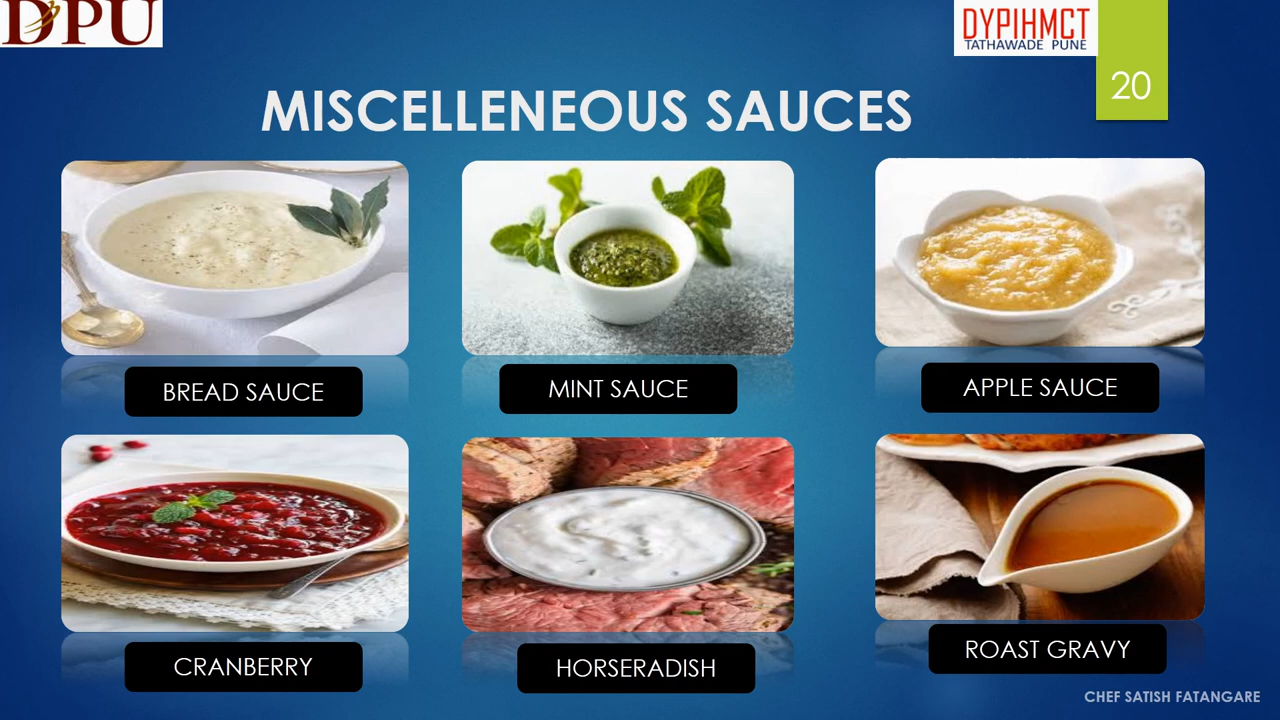 DPU
DYPIHMCT
TATHAWADE PUNE
20
MISCELLENEOUS SAUCES
BREAD SAUCE
MINT SAUCE
APPLE SAUCE
CRANBERRY
HORSERADISH
ROAST GRAVY
CHEF SATISH FATANGARE